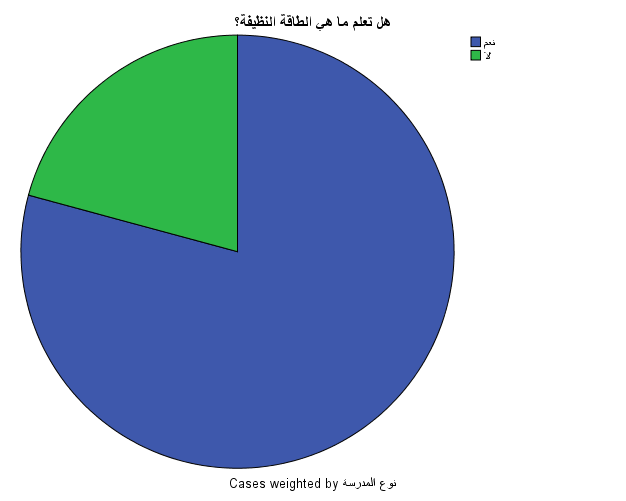 هل تعلم ما هي الطاقة النظيفة؟
نعم
لا
Cases weighted by نوع المدرسة